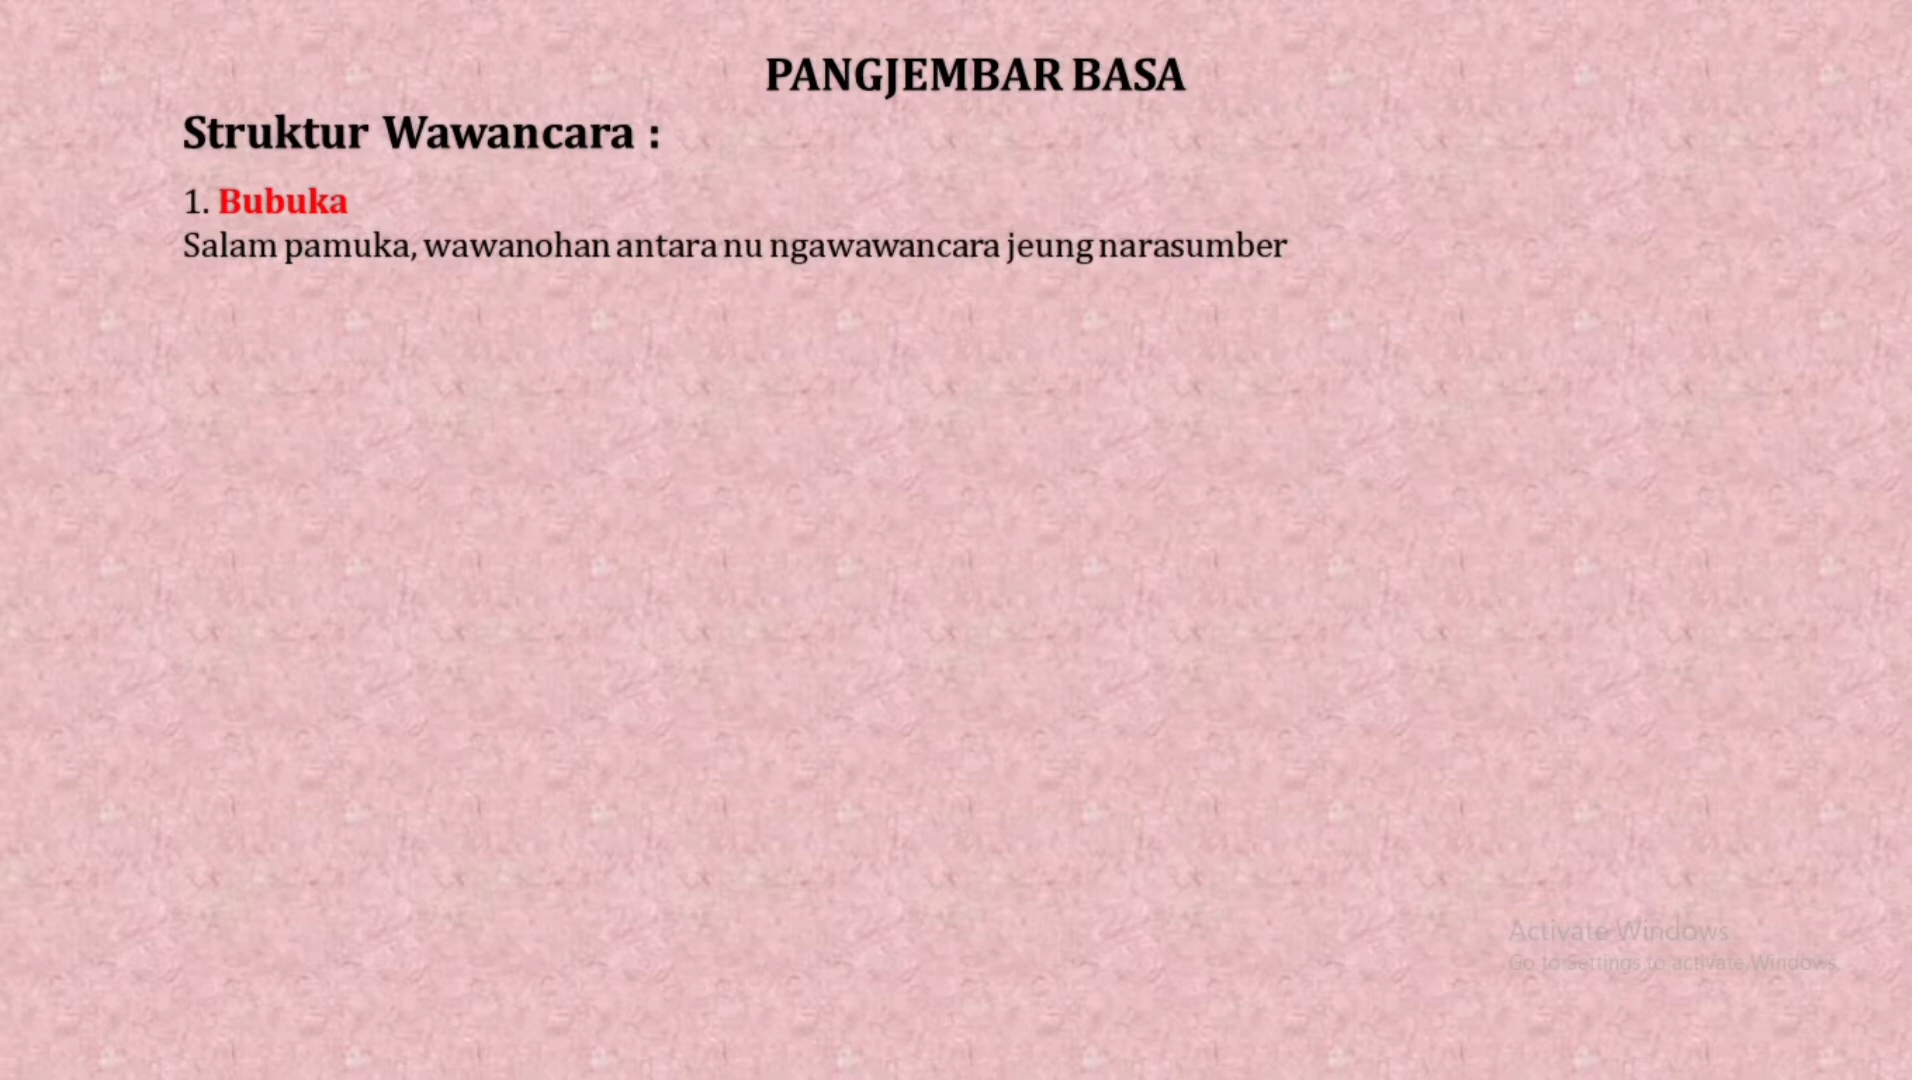 PANGJEMBAR BASA
Struktur Wawancara :
1. Bubuka
Salam pamuka, wawanohan antara nu ngawawancara jeung narasumber
Activate Windows
Go to Settings to activate Windows.